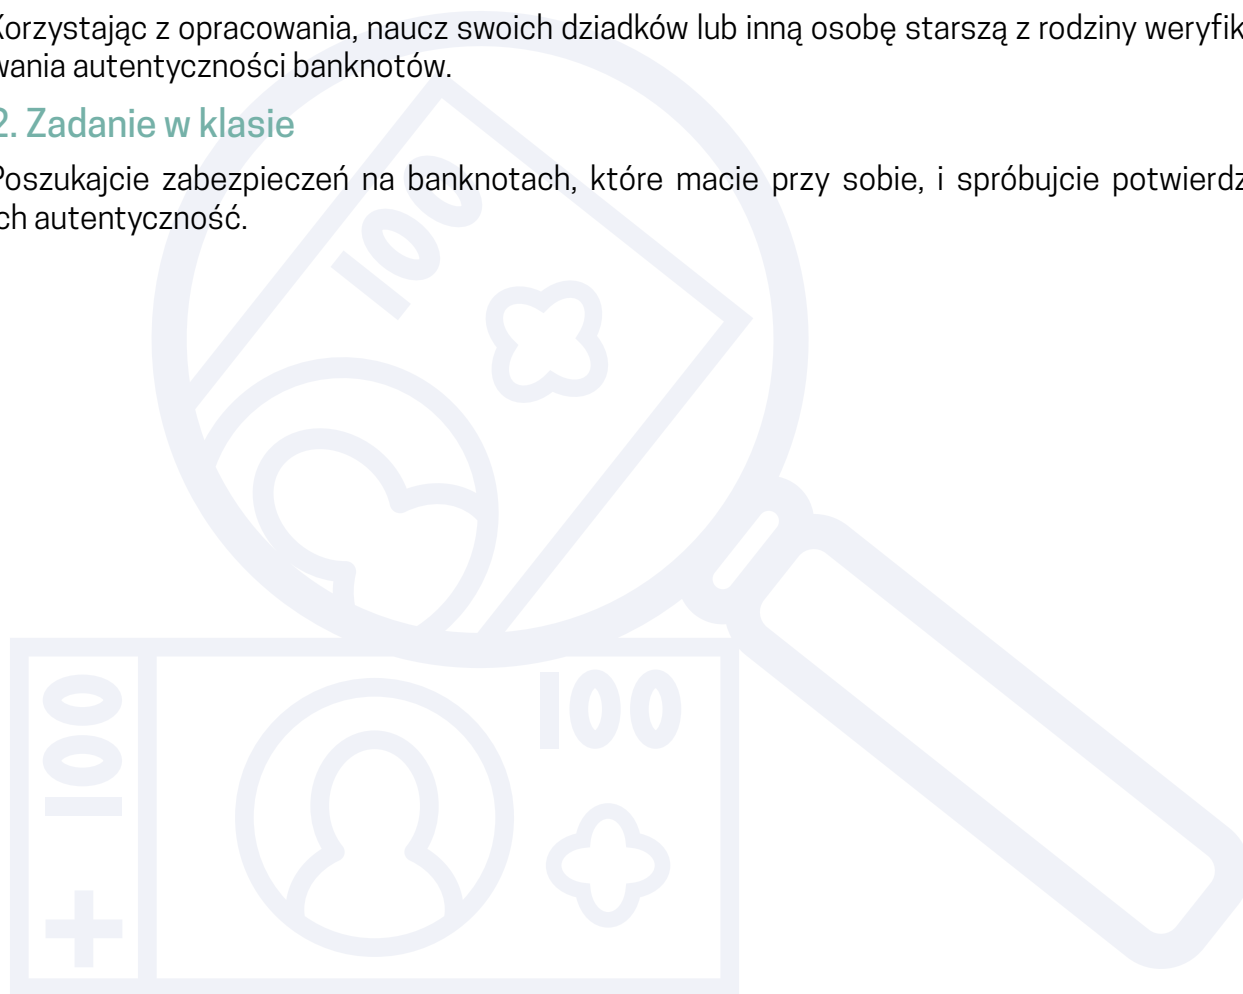 Korzystając z opracowania, naucz swoich dziadków lub inną osobę starszą z rodziny weryfik
wania autentyczności banknotów.
2. Zadanie w klasie
Poszukajcie zabezpieczeń na banknotach, które macie przy sobie, i spróbujcie potwierdz
ich autentyczność.
100
100
100